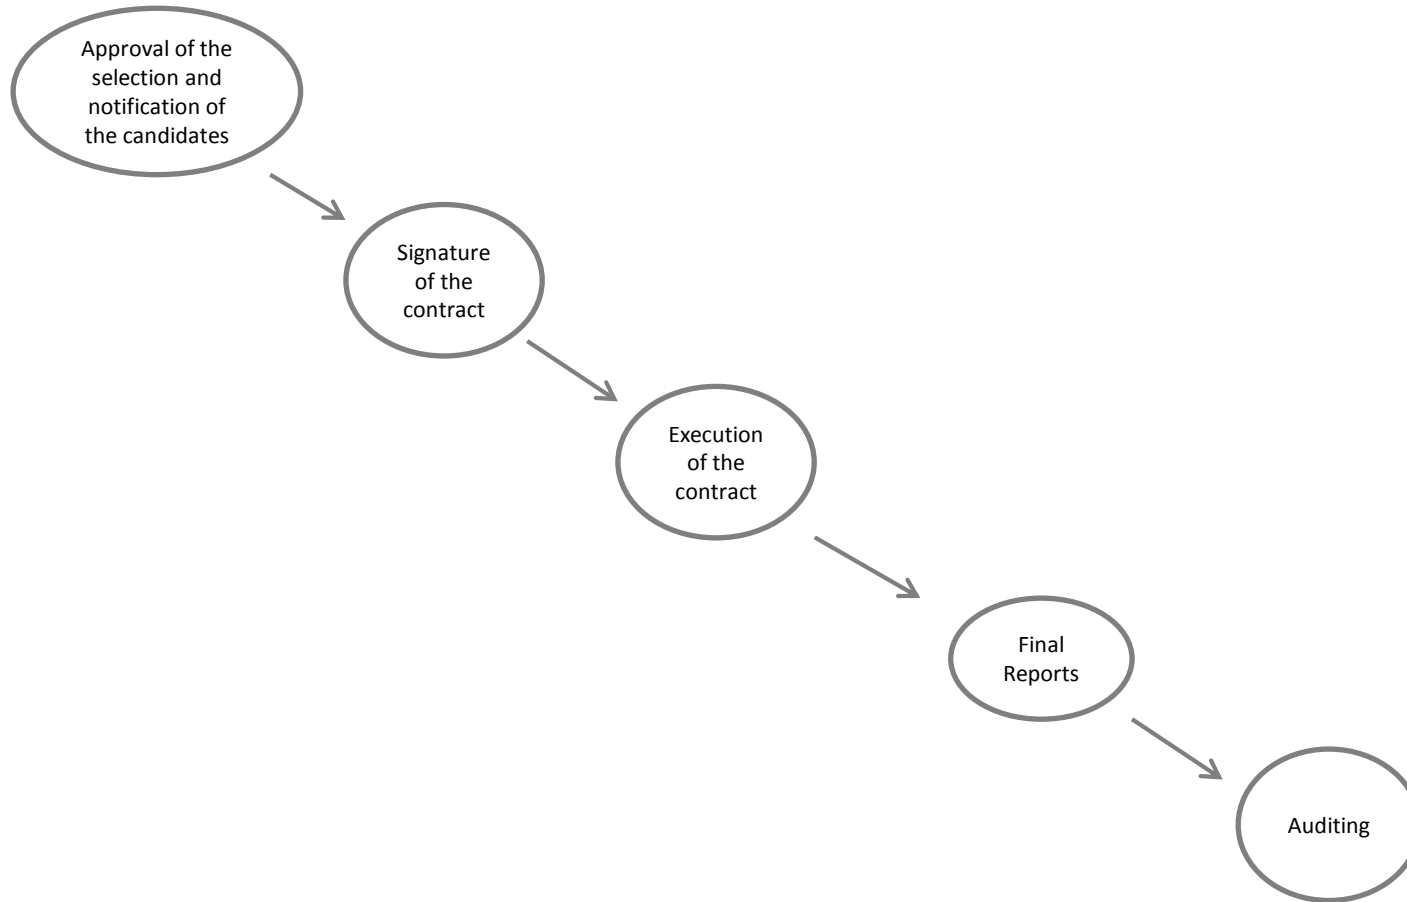 Approval of the
selection and
notification of
the candidates
Signature
of the
contract
Execution
of the
contract
Final
Reports
Auditing